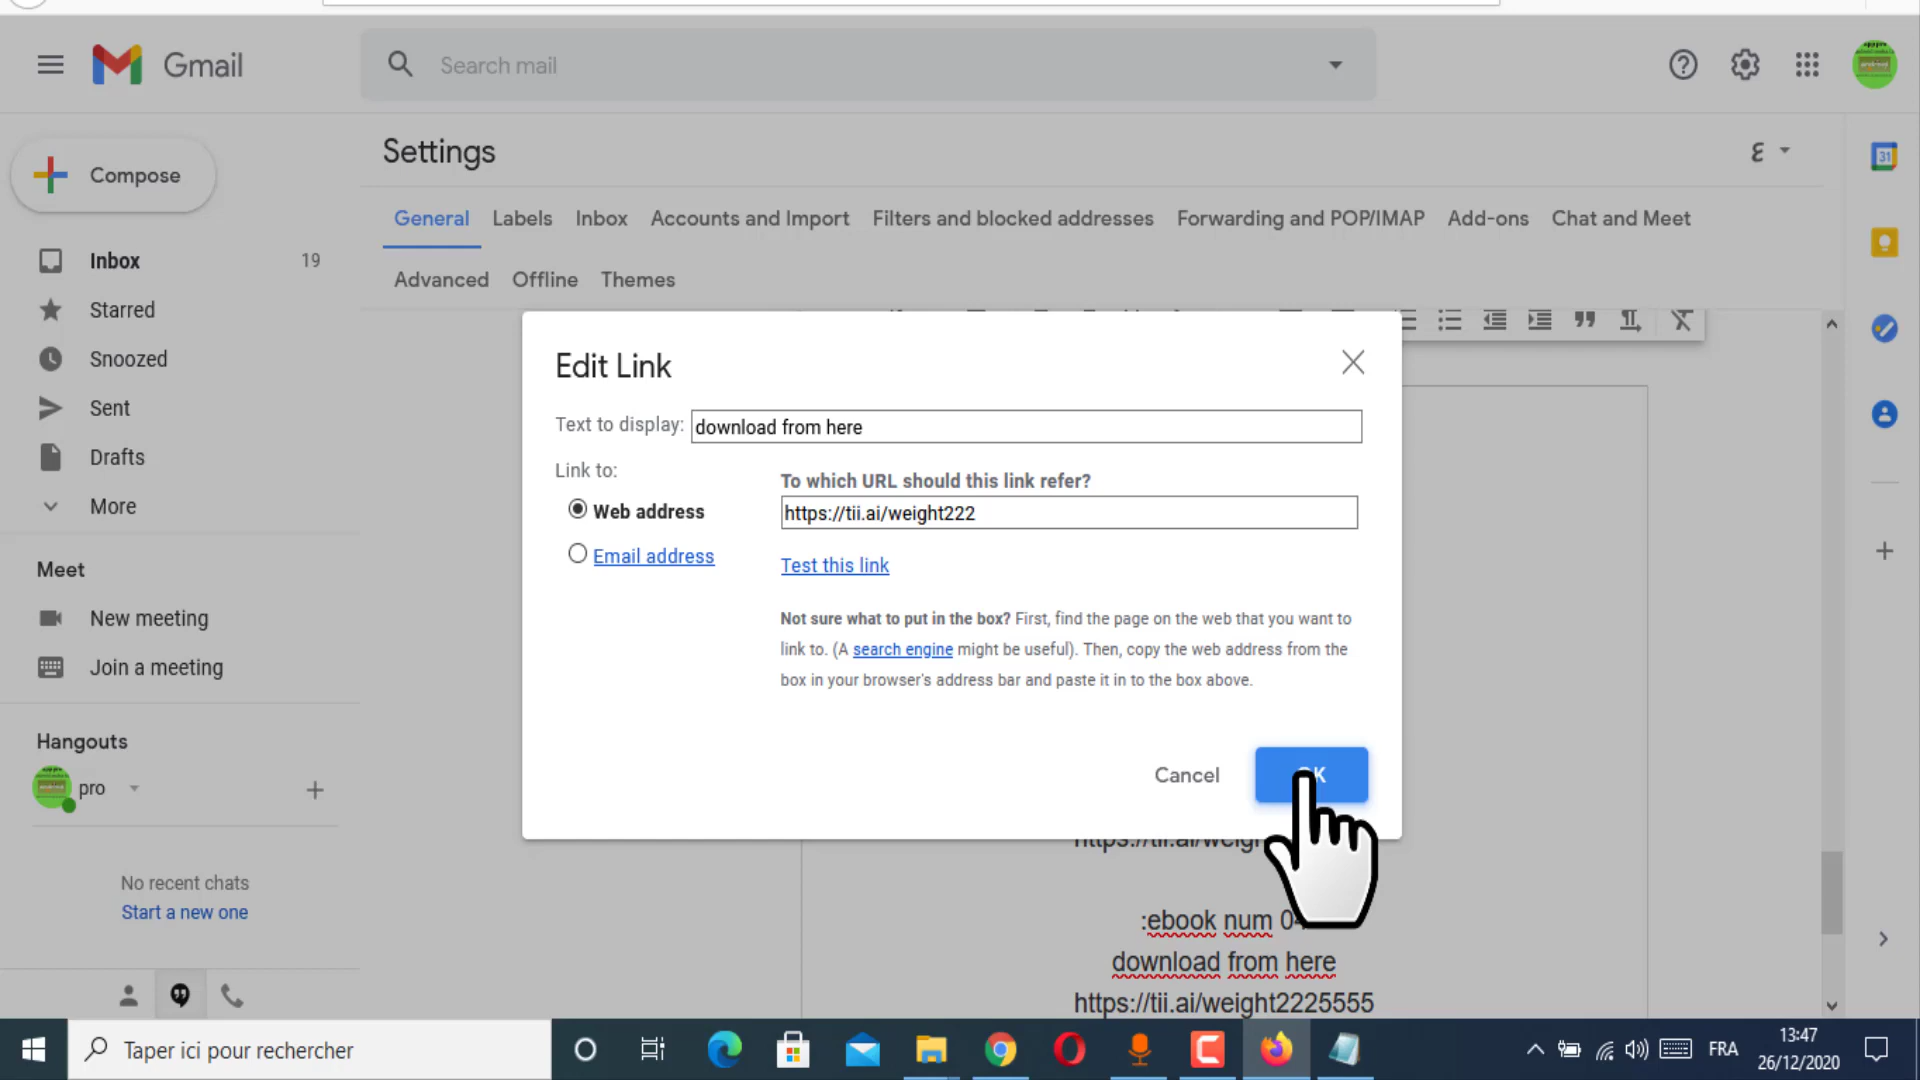 Gmail
Search mail
Compose
Settings
ع
General Labels Inbox Accounts and Import Filters and blocked addresses Forwarding and POP/IMAP Add-ons Chat and Meet
Advanced Offline Themes
Inbox 19
Starred
Snoozed
Sent
Drafts
More
Meet
New meeting
Join a meeting
Hangouts
pro
No recent chats
Start a new one
Edit Link
Text to display: download from here
Link to:
Web address
Email address
To which URL should this link refer?
https://tii.ai/weight222
Test this link
Not sure what to put in the box? First, find the page on the web that you want to
link to. (A search engine might be useful). Then, copy the web address from the
box in your browser's address bar and paste it in to the box above.
Cancel OK
:ebook num
download from here
https://tii.ai/weight2225555
31
Taper ici pour rechercher
FRA
13:47
26/12/2020